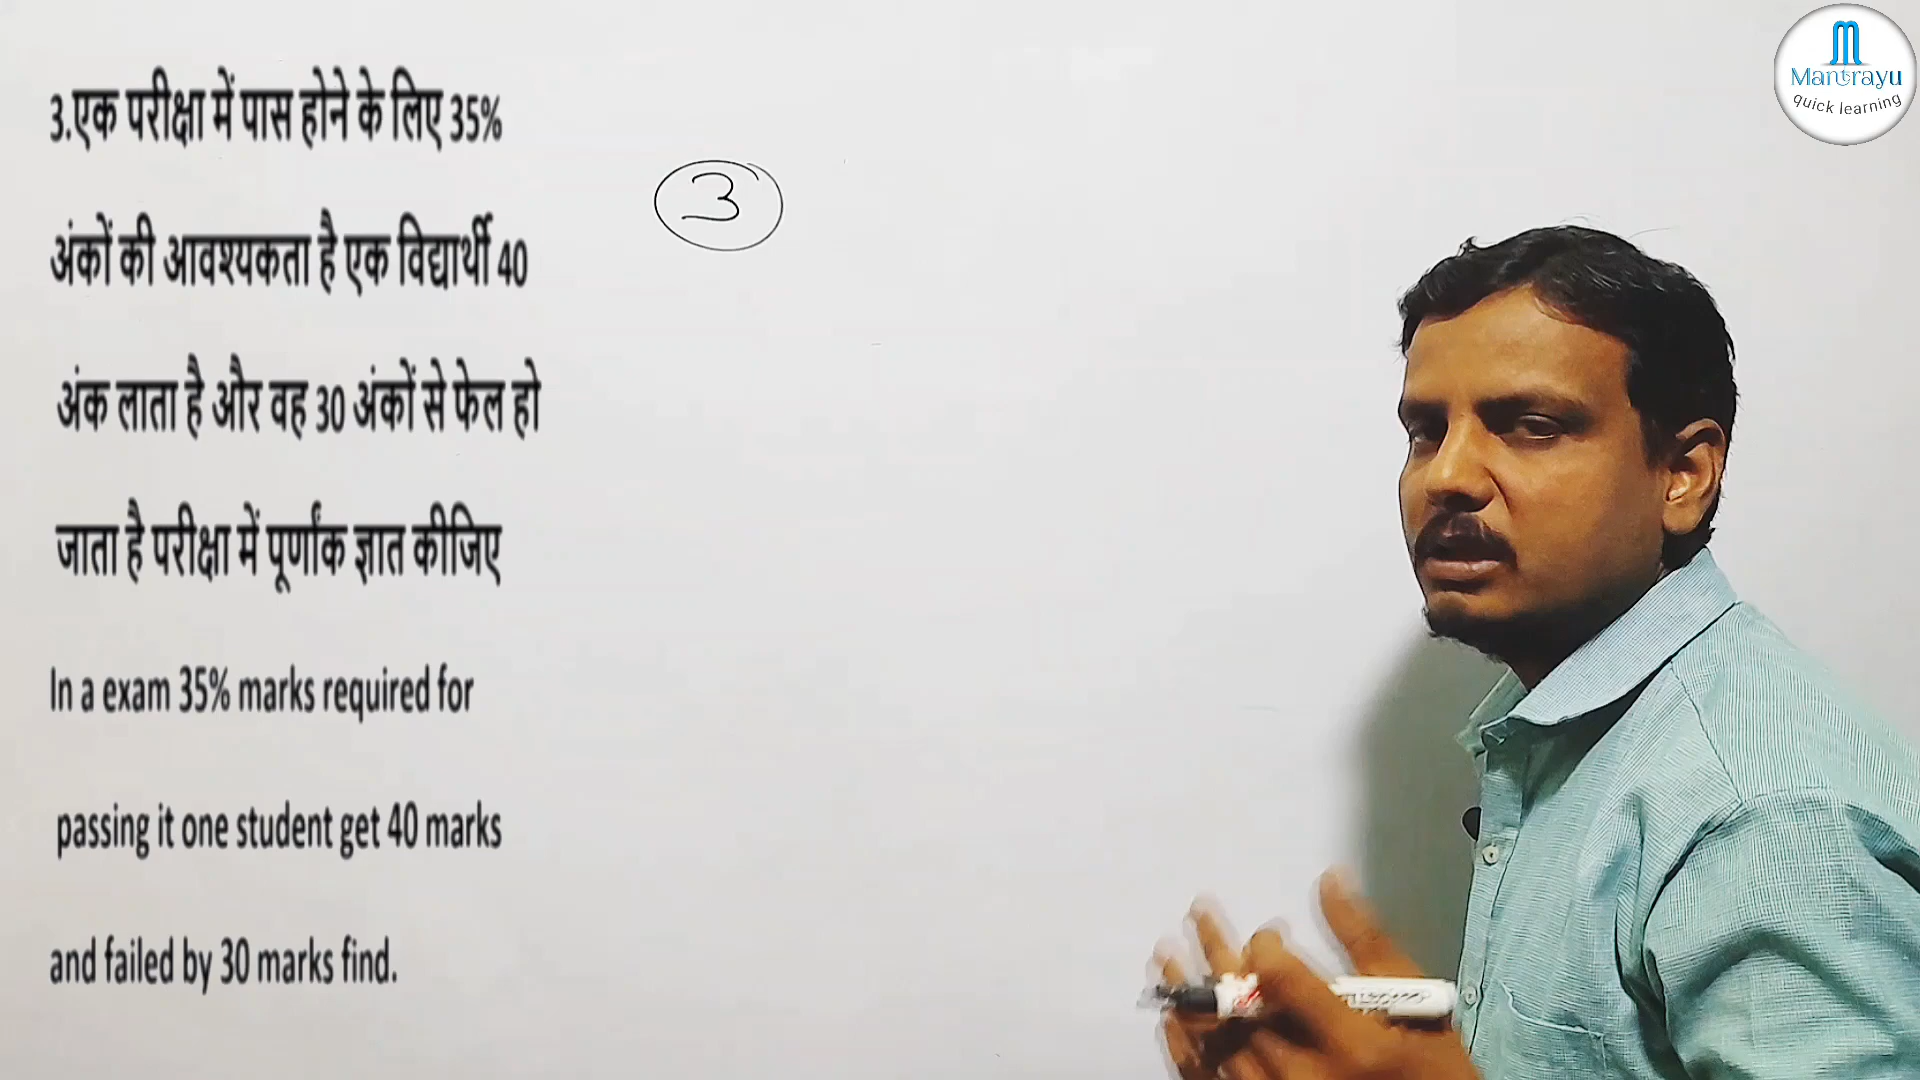 3.एक परीक्षा में पास होने के लिए 35%
अंकों की आवश्यकता है एक विद्यार्थी 40
अंक लाता है और वह 30 अंकों से फेल हो
जाता है परीक्षा में पूर्णांक ज्ञात कीजिए
In a exam 35% marks required for
passing it one student get 40 marks
and failed by 30 marks find.
3
Mantrayu
quick learning